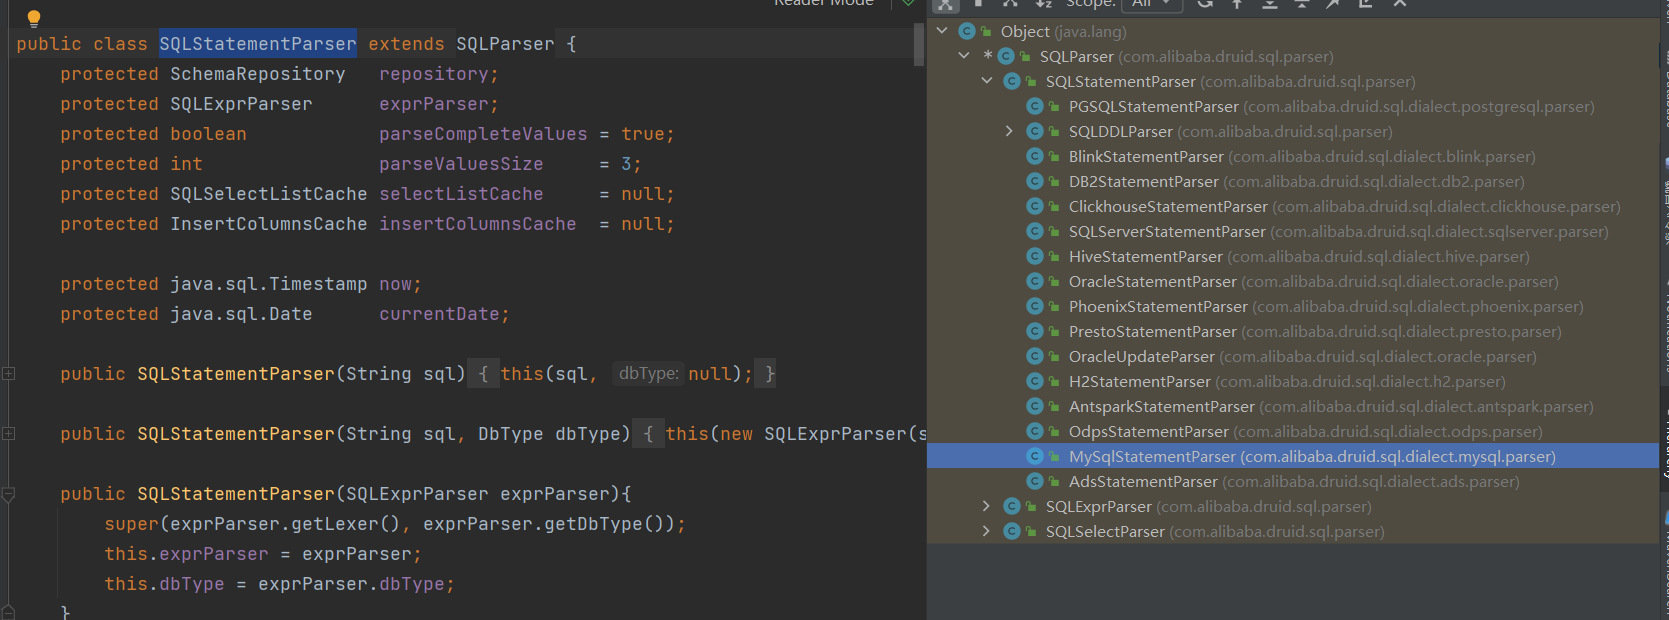 Reader Mode
public class SQLStatementParser extends SQLParser {
protected SchemaRepository repository;
protected SQLExprParser exprParser;
protected boolean parseCompleteValues = true;
protected int parseValuesSize = 3;
protected SQLSelectListCache selectListCache = null;
protected InsertColumnsCache insertColumnsCache = null;
protected java.sql.Timestamp now;
protected java.sql.Date currentDate;
public SQLStatementParser(String sql) { this(sql, dbType: null); }
public SQLStatementParser(String sql, DbType dbType) { this(new SQLExprParser(s
public SQLStatementParser(SQLExprParser exprParser){
super(exprParser.getLexer(), exprParser.getDbType());
this.exprParser = exprParser;
this.dbType = exprParser.dbType;
}
Scope: All
Object (java.lang)
* SQLParser (com.alibaba.druid.sql.parser)
SQLStatementParser (com.alibaba.druid.sql.parser)
PGSQLStatementParser (com.alibaba.druid.sql.dialect.postgresql.parser)
SQLDDLParser (com.alibaba.druid.sql.parser)
BlinkStatementParser (com.alibaba.druid.sql.dialect.blink.parser)
DB2StatementParser (com.alibaba.druid.sql.dialect.db2.parser)
ClickhouseStatementParser (com.alibaba.druid.sql.dialect.clickhouse.parser)
SQLServerStatementParser (com.alibaba.druid.sql.dialect.sqlserver.parser)
HiveStatementParser (com.alibaba.druid.sql.dialect.hive.parser)
OracleStatementParser (com.alibaba.druid.sql.dialect.oracle.parser)
PhoenixStatementParser (com.alibaba.druid.sql.dialect.phoenix.parser)
PrestoStatementParser (com.alibaba.druid.sql.dialect.presto.parser)
OracleUpdateParser (com.alibaba.druid.sql.dialect.oracle.parser)
H2StatementParser (com.alibaba.druid.sql.dialect.h2.parser)
AntsparkStatementParser (com.alibaba.druid.sql.dialect.antspark.parser)
OdpsStatementParser (com.alibaba.druid.sql.dialect.odps.parser)
MySqlStatementParser (com.alibaba.druid.sql.dialect.mysql.parser)
AdsStatementParser (com.alibaba.druid.sql.dialect.ads.parser)
SQLExprParser (com.alibaba.druid.sql.parser)
SQLSelectParser (com.alibaba.druid.sql.parser)